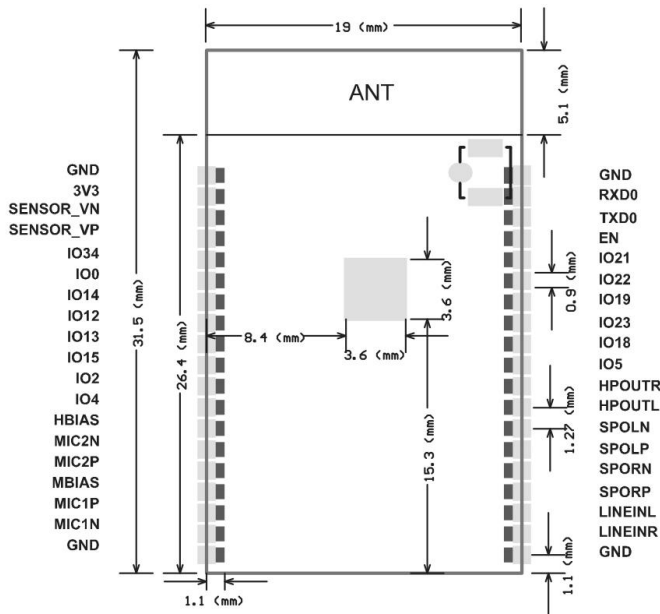 19 (mm)
ANT
5.1 (mm)
GND
3V3
SENSOR_VN
SENSOR_VP
IO34
IO0
IO14
IO12
IO13
IO15
IO2
IO4
HBIAS
MIC2N
MIC2P
MBIAS
MIC1P
MIC1N
GND
31.5 (mm)
26.4 (mm)
8.4 (mm)
3.6 (mm)
3.6 (mm)
15.3 (mm)
1.1 (mm)
GND
RXD0
TXD0
EN
IO21
IO22
IO19
IO23
IO18
IO5
HPOUTR
HPOUTL
SPOLN
SPOLP
SPORN
SPORP
LINEINL
LINEINR
GND
0.9 (mm)
1.27 (mm)
1.1 (mm)